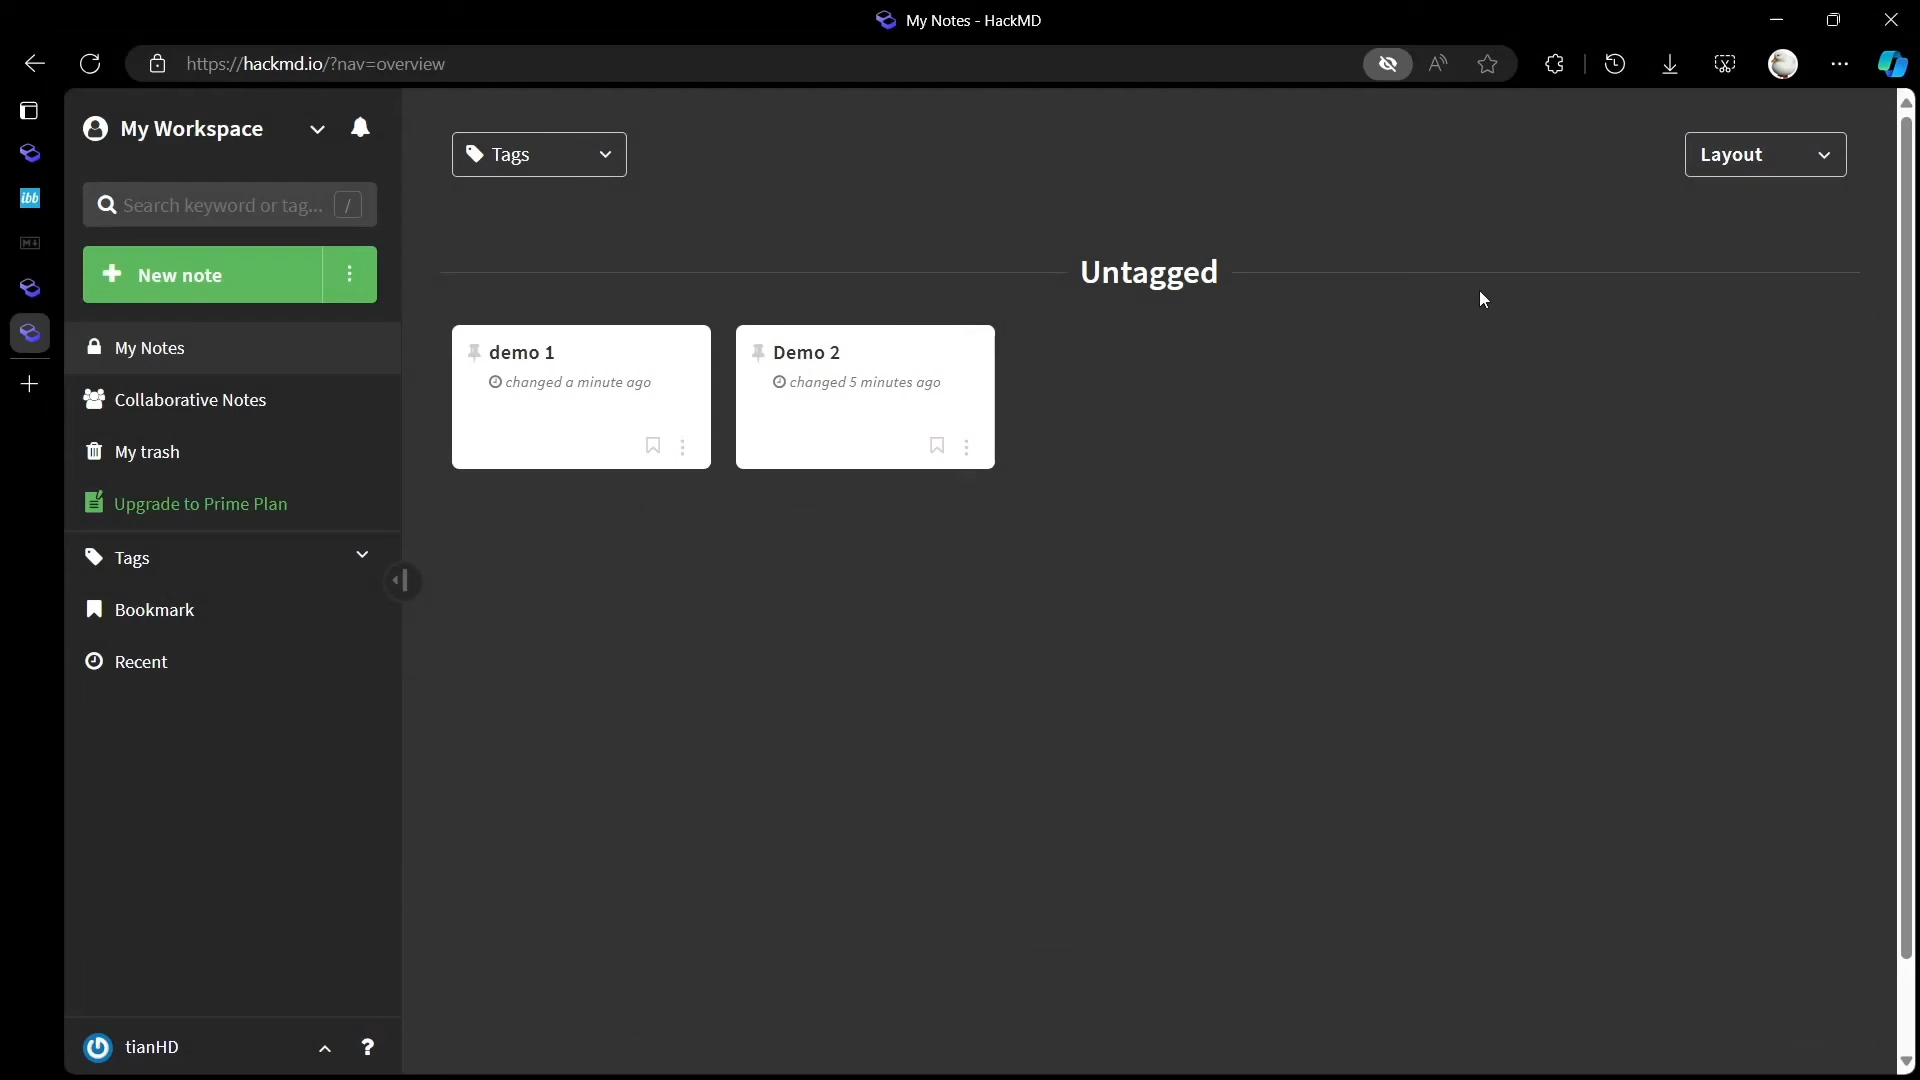 My Notes - HackMD
https://hackmd.io/?nav=overview
My Workspace
ibb
Search keyword or tag... /
New note
My Notes
Collaborative Notes
My trash
Upgrade to Prime Plan
Tags
Bookmark
Recent
tianHD
?
Tags
Layout
Untagged
demo 1
changed a minute ago
Demo 2
changed 5 minutes ago